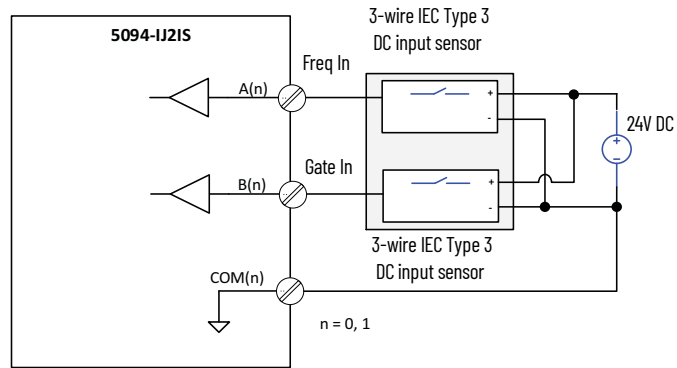 5094-IJ2IS
3-wire IEC Type 3
DC input sensor
Freq In
A(n)
+
-
24V DC
+
-
Gate In
B(n)
+
-
3-wire IEC Type 3
DC input sensor
COM(n)
n = 0, 1